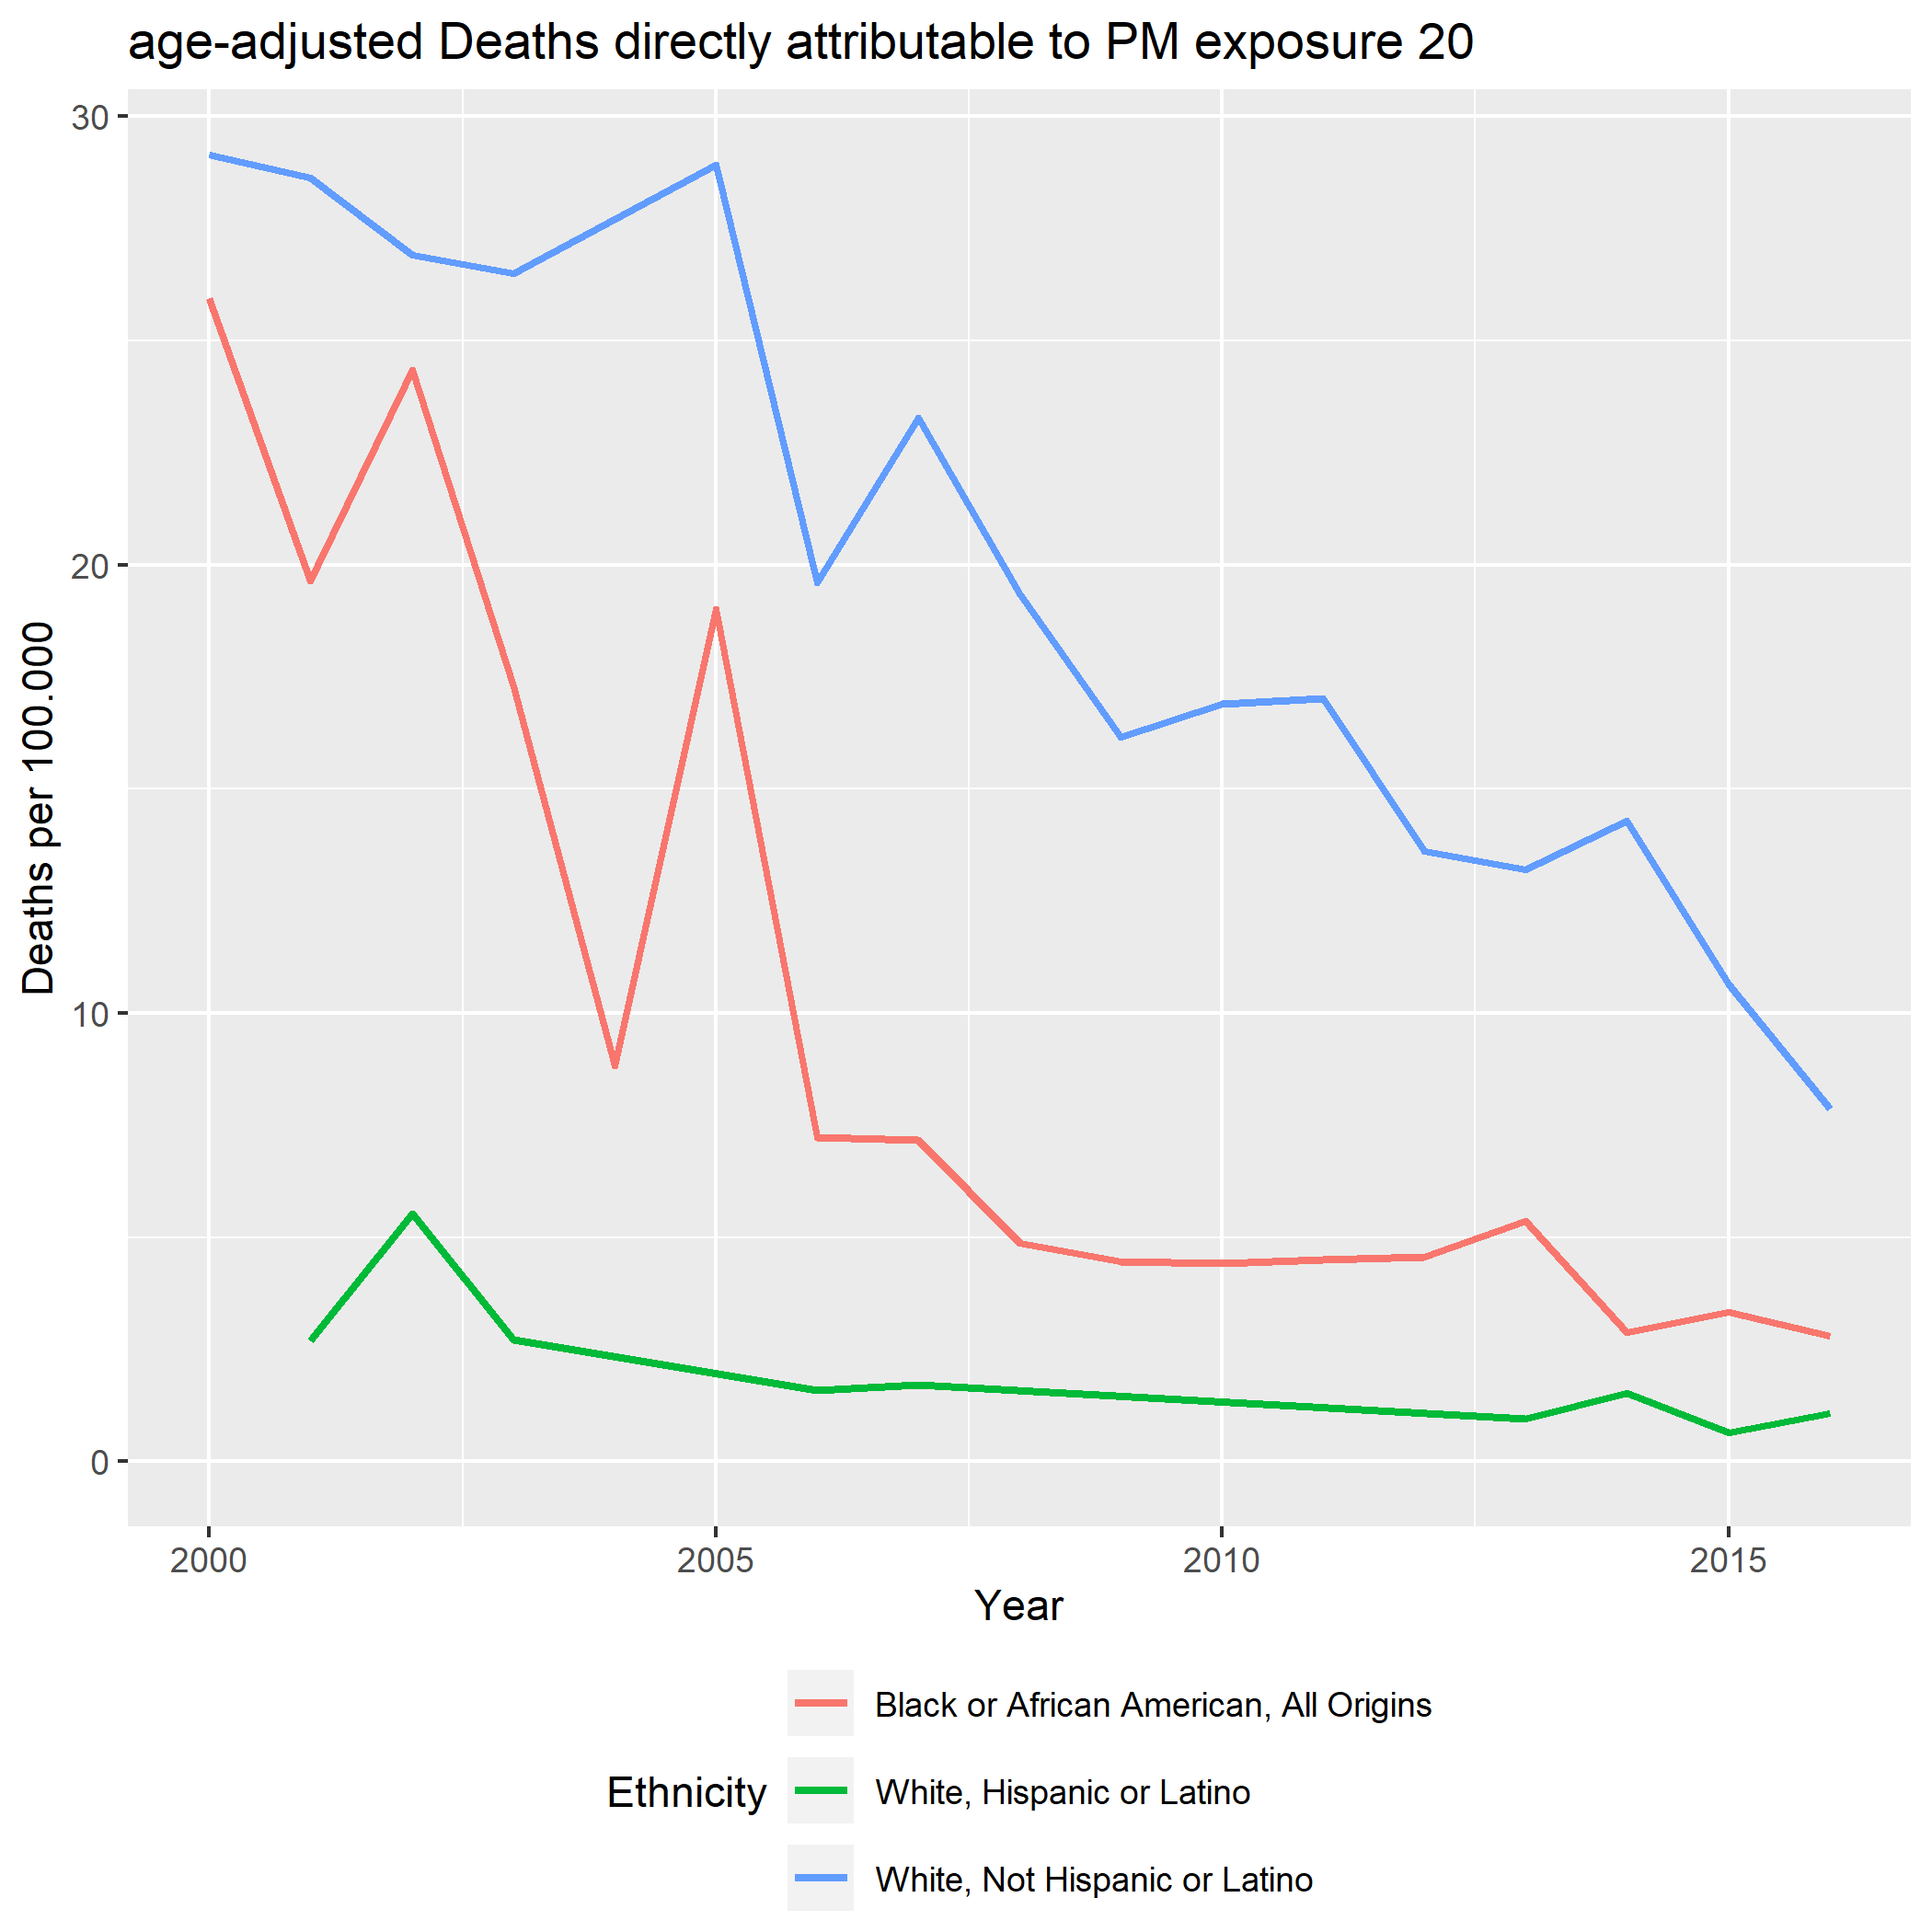 age-adjusted Deaths directly attributable to PM exposure 20
30
20
10
0
Deaths per 100.000
2000
2005
2010
2015
Year
Ethnicity
Black or African American, All Origins
White, Hispanic or Latino
White, Not Hispanic or Latino